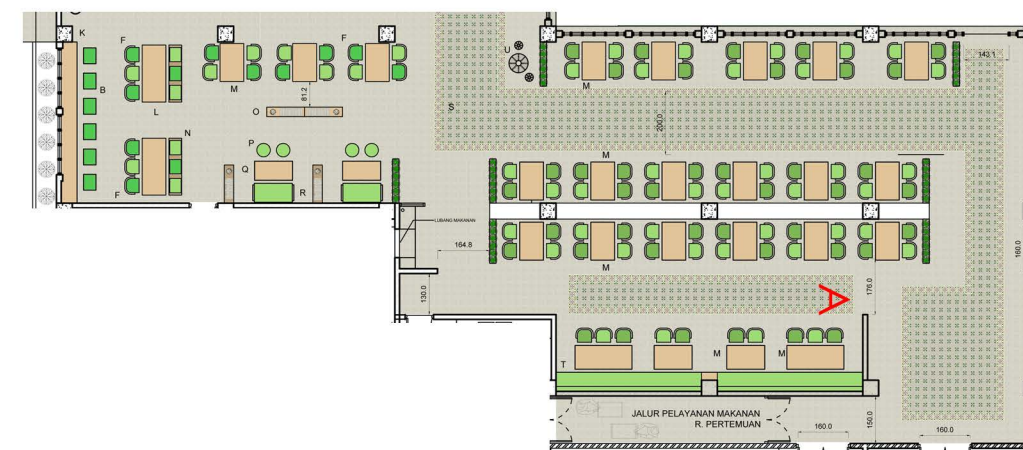 K
F
F
U
B
M
M
143.1
81.2
L
O
S
200.0
N
P
M
Q
F
R
LUBANG MAKANAN
164.8
M
160.0
130.0
176.0
A
T
M
M
JALUR PELAYANAN MAKANAN
R. PERTEMUAN
150.0
160.0
160.0